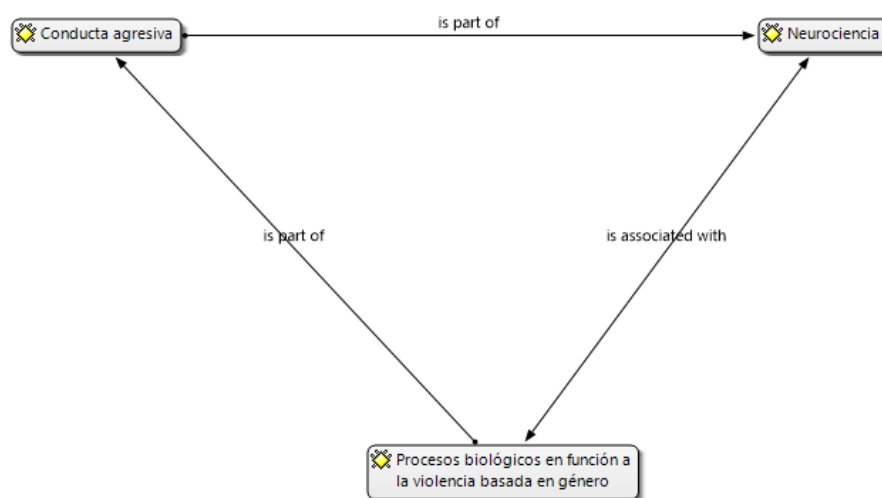 is part of
Conducta agresiva
Neurociencia
is part of
is associated with
Procesos biológicos en función a
la violencia basada en género